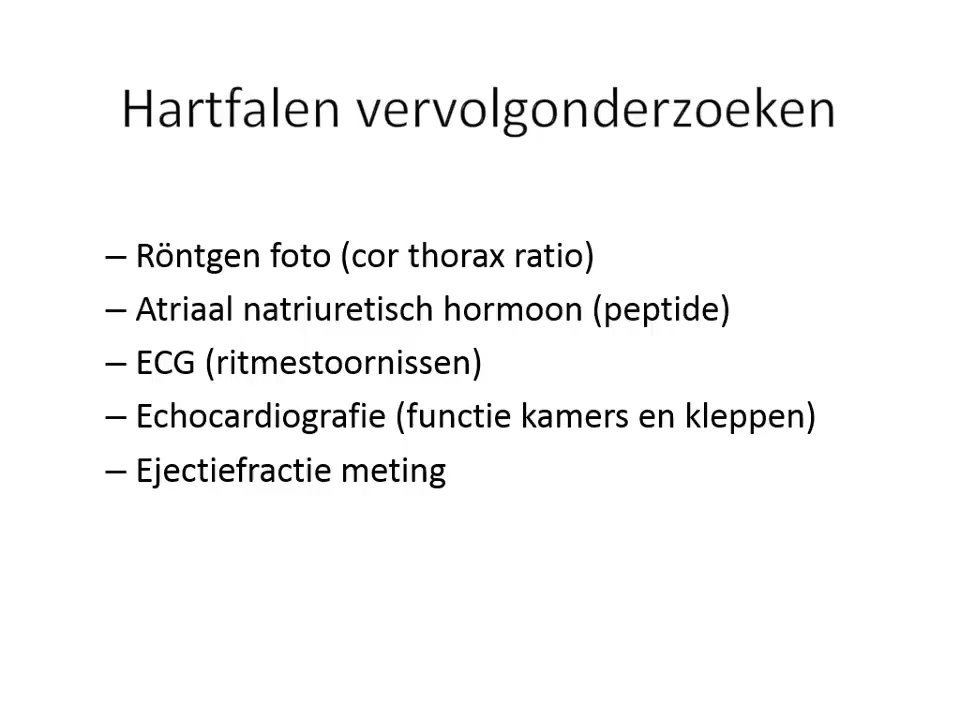 Hartfalen vervolgonderzoeken
– Röntgen foto (cor thorax ratio)
– Atriaal natriuretisch hormoon (peptide)
– ECG (ritmestoornissen)
– Echocardiografie (functie kamers en kleppen)
– Ejectiefractie meting